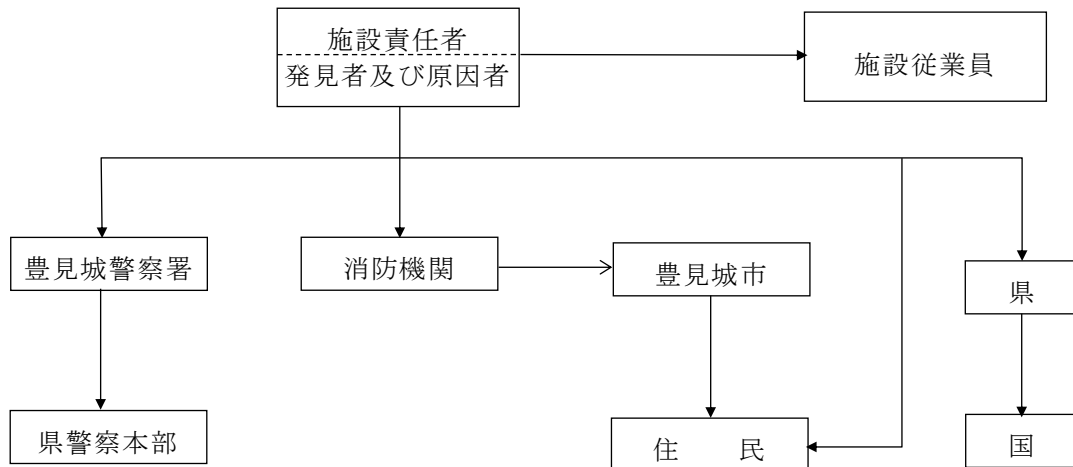 施設責任者
発見者及び原因者
施設従業員
豊見城警察署
消防機関
豊見城市
県
県警察本部
住　　民
国